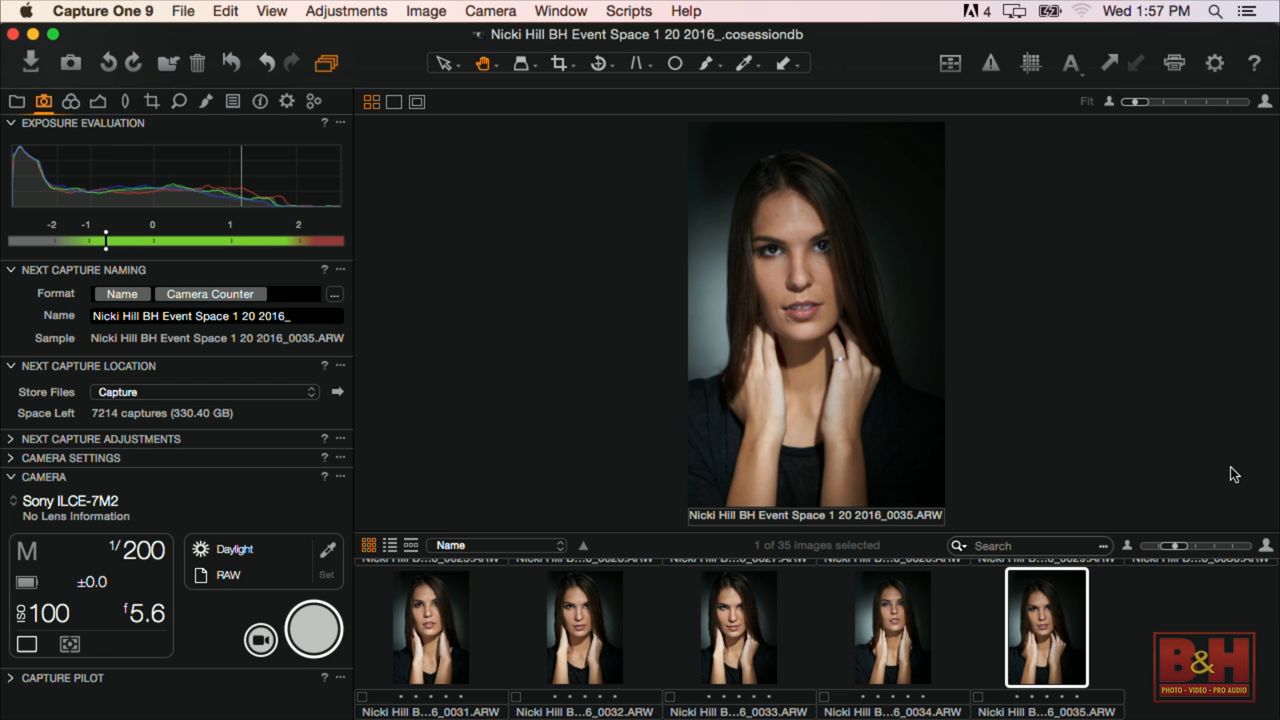 Capture One 9 File Edit View Adjustments Image Camera Window Scripts Help 4 Wed 1:57 PM
Nicki Hill BH Event Space 1 20 2016_.cosessiondb
Fit
EXPOSURE EVALUATION ?
-2 -1 0 1 2
NEXT CAPTURE NAMING ?
Format Name Camera Counter ...
Name Nicki Hill BH Event Space 1 20 2016_
Sample Nicki Hill BH Event Space 1 20 2016_0035.ARW
NEXT CAPTURE LOCATION ?
Store Files Capture
Space Left 7214 captures (330.40 GB)
NEXT CAPTURE ADJUSTMENTS ?
CAMERA SETTINGS ?
CAMERA ?
Sony ILCE-7M2
No Lens Information
M 1/200
±0.0
ISO 100 f5.6
Daylight
RAW Set
CAPTURE PILOT ?
Nicki Hill BH Event Space 1 20 2016_0035.ARW
Name 1 of 35 images selected Search
Nicki Hill B...6_0031.ARW Nicki Hill B...6_0032.ARW Nicki Hill B...6_0033.ARW Nicki Hill B...6_0034.ARW Nicki Hill B...6_0035.ARW
B&H
PHOTO • VIDEO • PRO AUDIO